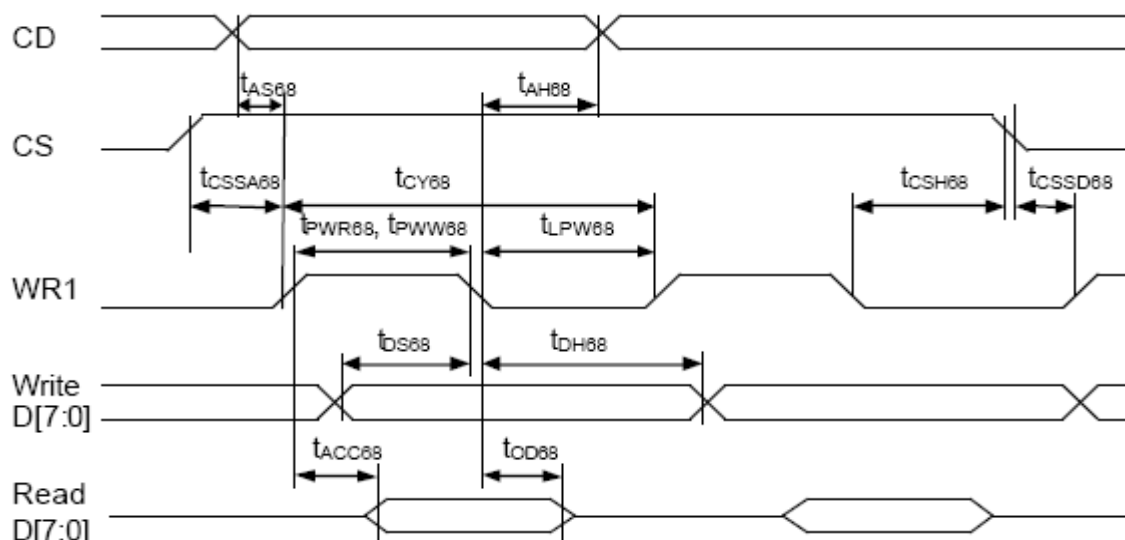 CD
tAS68 tAH68
CS
tCSSA68 tCY68 tCSH68 tCSSD68
tPWR68, tPWW68 tLPW68
WR1
tDS68 tDH68
Write
D[7:0]
tACC68 tOD68
Read
D[7:0]